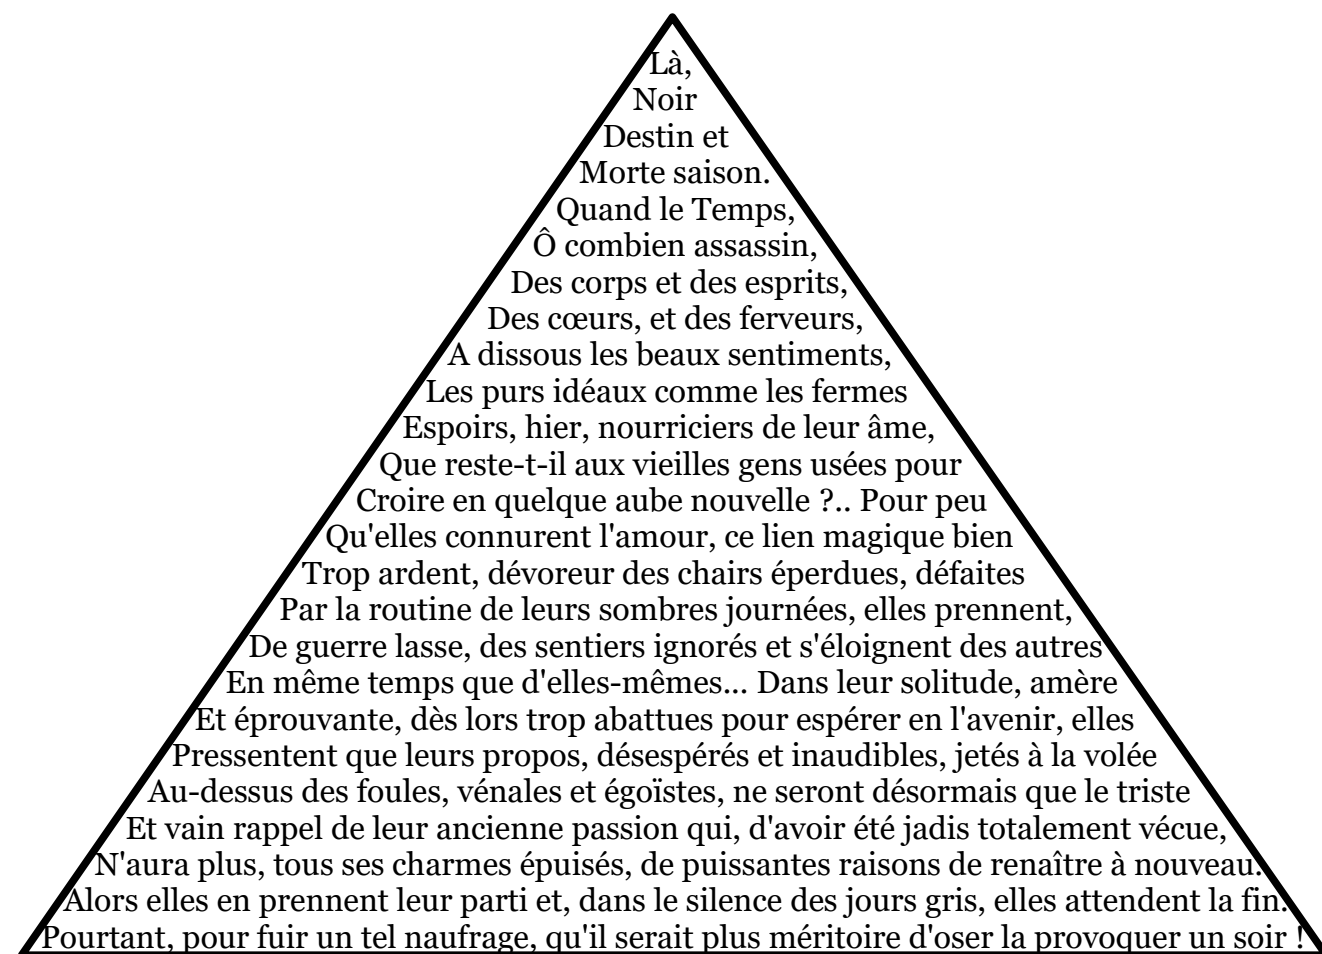 Là,
Noir
Destin et
Morte saison.
Quand le Temps,
Ô combien assassin,
Des corps et des esprits,
Des cœurs, et des ferveurs,
A dissous les beaux sentiments,
Les purs idéaux comme les fermes
Espoirs, hier, nourriciers de leur âme,
Que reste-t-il aux vieilles gens usées pour
Croire en quelque aube nouvelle ?.. Pour peu
Qu'elles connurent l'amour, ce lien magique bien
Trop ardent, dévoreur des chairs éperdues, défaites
Par la routine de leurs sombres journées, elles prennent,
De guerre lasse, des sentiers ignorés et s'éloignent des autres
En même temps que d'elles-mêmes... Dans leur solitude, amère
Et éprouvante, dès lors trop abattues pour espérer en l'avenir, elles
Pressentent que leurs propos, désespérés et inaudibles, jetés à la volée
Au-dessus des foules, vénales et égoïstes, ne seront désormais que le triste
Et vain rappel de leur ancienne passion qui, d'avoir été jadis totalement vécue,
N'aura plus, tous ses charmes épuisés, de puissantes raisons de renaître à nouveau.
Alors elles en prennent leur parti et, dans le silence des jours gris, elles attendent la fin.
Pourtant, pour fuir un tel naufrage, qu'il serait plus méritoire d'oser la provoquer un soir !